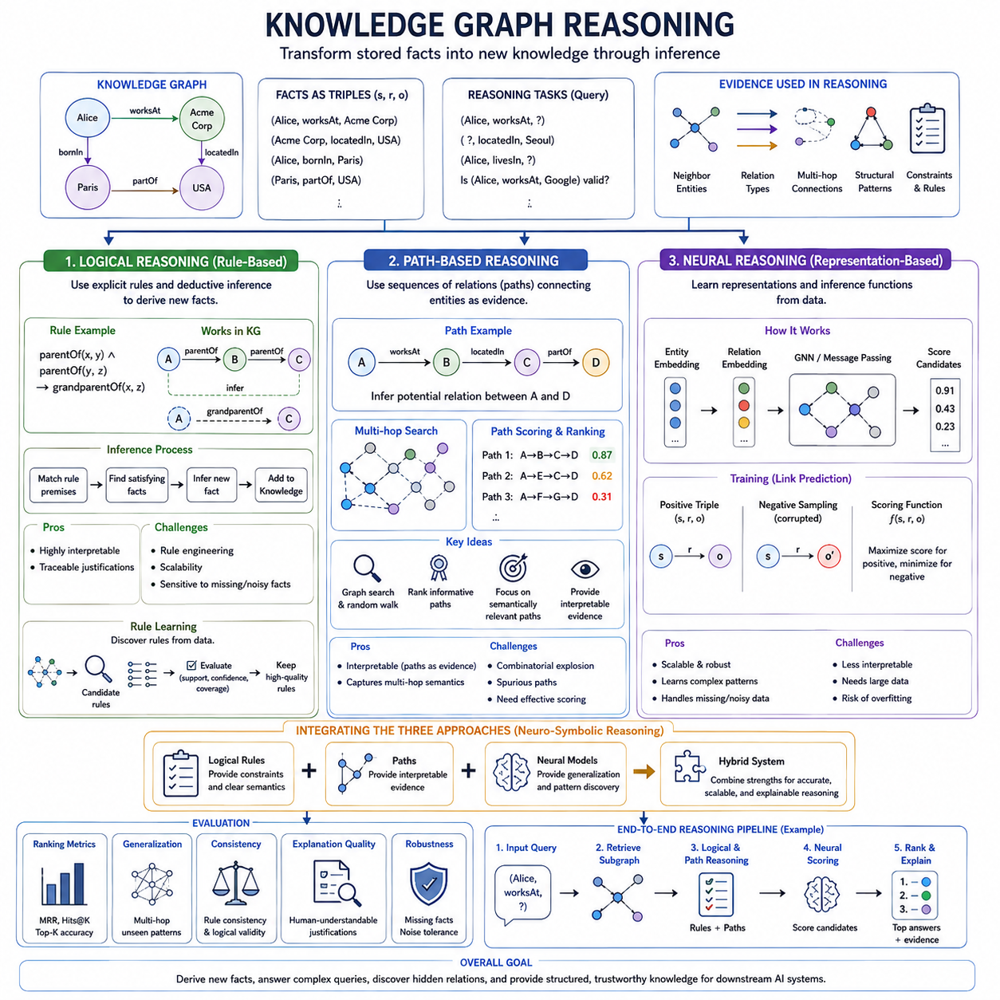 KNOWLEDGE GRAPH REASONING
Transform stored facts into new knowledge through inference
KNOWLEDGE GRAPH
Alice
worksAt
Acme
Corp
bornIn
locatedIn
Paris
partOf
USA
FACTS AS TRIPLES (s, r, o)
(Alice, worksAt, Acme Corp)
(Acme Corp, locatedIn, USA)
(Alice, bornIn, Paris)
(Paris, partOf, USA)
REASONING TASKS (Query)
(Alice, worksAt, ?)
( ?, locatedIn, Seoul)
(Alice, livesIn, ?)
Is (Alice, worksAt, Google) valid?
EVIDENCE USED IN REASONING
Neighbor
Entities
Relation
Types
Multi-hop
Connections
Structural
Patterns
Constraints
& Rules
1. LOGICAL REASONING (Rule-Based)
Use explicit rules and deductive inference
to derive new facts.
Rule Example
parentOf(x, y) ∧
parentOf(y, z)
→ grandparentOf(x, z)
Works in KG
A
parentOf
B
parentOf
C
infer
A
grandparentOf
C
Inference Process
Match rule
premises
Find satisfying
facts
Infer new
fact
Add to
Knowledge
Pros
• Highly interpretable
• Traceable justifications
Challenges
• Rule engineering
• Scalability
• Sensitive to missing/noisy facts
Rule Learning
Discover rules from data.
Candidate
rules
Evaluate
(support, confidence,
coverage)
Keep
high-quality
rules
2. PATH-BASED REASONING
Use sequences of relations (paths) connecting
entities as evidence.
Path Example
A
worksAt
B
locatedIn
C
partOf
D
Infer potential relation between A and D
Multi-hop Search
Path Scoring & Ranking
Path 1: A→B→C→D 0.87
Path 2: A→E→C→D 0.62
Path 3: A→F→G→D 0.31
Key Ideas
Graph search
& random walk
Rank informative
paths
Focus on
semantically
relevant paths
Provide
interpretable
evidence
Pros
• Interpretable (paths as evidence)
• Captures multi-hop semantics
Challenges
• Combinatorial explosion
• Spurious paths
• Need effective scoring
3. NEURAL REASONING (Representation-Based)
Learn representations and inference functions
from data.
How It Works
Entity
Embedding
...
Relation
Embedding
...
GNN / Message Passing
Score
Candidates
0.91
0.43
0.23
...
Training (Link Prediction)
Positive Triple
(s, r, o)
s
r
o
Negative Sampling
(corrupted)
s
r
o′
Scoring Function
f(s, r, o)
Maximize score for
positive, minimize for
negative
Pros
• Scalable & robust
• Learns complex patterns
• Handles missing/noisy data
Challenges
• Less interpretable
• Needs large data
• Risk of overfitting
INTEGRATING THE THREE APPROACHES (Neuro-Symbolic Reasoning)
Logical Rules
Provide constraints
and clear semantics
+
Paths
Provide interpretable
evidence
+
Neural Models
Provide generalization
and pattern discovery
Hybrid System
Combine strengths for accurate,
scalable, and explainable reasoning
EVALUATION
Ranking Metrics
MRR, Hits@K
Top-K accuracy
Generalization
Multi-hop
unseen patterns
Consistency
Rule consistency
& logical validity
Explanation Quality
Human-understandable
justifications
Robustness
Missing facts
Noise tolerance
END-TO-END REASONING PIPELINE (Example)
1. Input Query
(Alice,
worksAt,
?)
2. Retrieve
Subgraph
3. Logical &
Path Reasoning
Rules + Paths
4. Neural
Scoring
Score candidates
5. Rank &
Explain
1. –
2. –
3. –
Top answers
+ evidence
OVERALL GOAL
Derive new facts, answer complex queries, discover hidden relations, and provide structured, trustworthy knowledge for downstream AI systems.